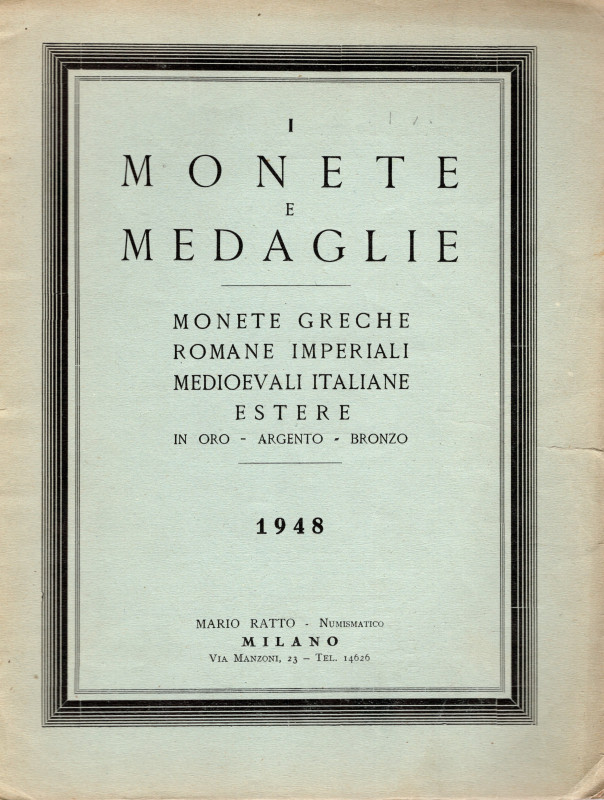 I
MONETE
E
MEDAGLIE
MONETE GRECHE
ROMANE IMPERIALI
MEDIOEVALI ITALIANE
ESTERE
IN ORO - ARGENTO - BRONZO
1948
MARIO RATTO - NUMISMATICO
MILANO
VIA MANZONI, 23 – TEL. 14626